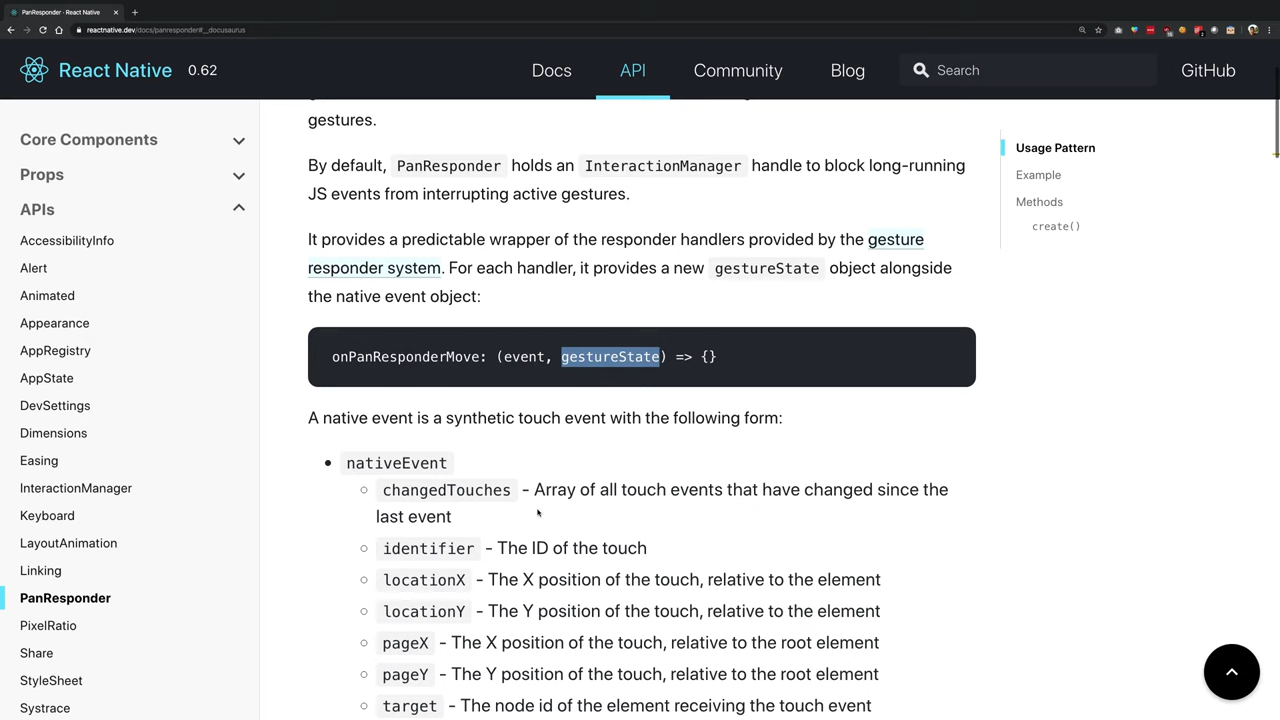 PanResponder · React Native
reactnative.dev/docs/panresponder#__docusaurus
React Native 0.62 Docs API Community Blog Search GitHub
Core Components
Props
APIs
AccessibilityInfo
Alert
Animated
Appearance
AppRegistry
AppState
DevSettings
Dimensions
Easing
InteractionManager
Keyboard
LayoutAnimation
Linking
PanResponder
PixelRatio
Share
StyleSheet
Systrace
gestures.
By default, PanResponder holds an InteractionManager handle to block long-running
JS events from interrupting active gestures.
It provides a predictable wrapper of the responder handlers provided by the gesture
responder system. For each handler, it provides a new gestureState object alongside
the native event object:
onPanResponderMove: (event, gestureState) => {}
A native event is a synthetic touch event with the following form:
nativeEvent
changedTouches - Array of all touch events that have changed since the
last event
identifier - The ID of the touch
locationX - The X position of the touch, relative to the element
locationY - The Y position of the touch, relative to the element
pageX - The X position of the touch, relative to the root element
pageY - The Y position of the touch, relative to the root element
target - The node id of the element receiving the touch event
Usage Pattern
Example
Methods
create()